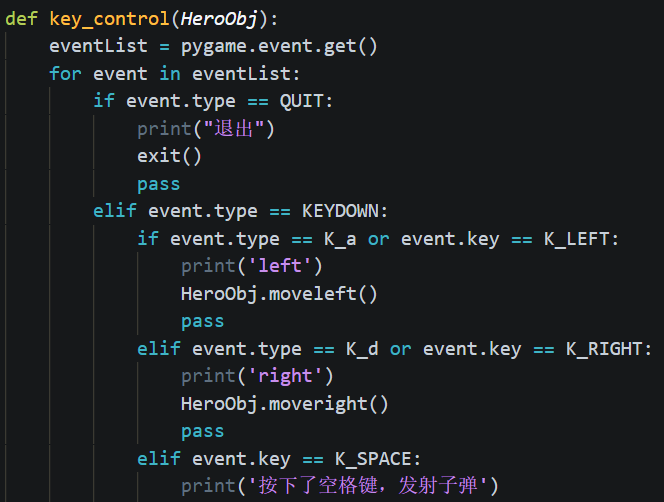 def key_control(HeroObj):
    eventList = pygame.event.get()
    for event in eventList:
        if event.type == QUIT:
            print("退出")
            exit()
            pass
        elif event.type == KEYDOWN:
            if event.type == K_a or event.key == K_LEFT:
                print('left')
                HeroObj.moveleft()
                pass
            elif event.type == K_d or event.key == K_RIGHT:
                print('right')
                HeroObj.moveright()
                pass
            elif event.key == K_SPACE:
                print('按下了空格键，发射子弹')